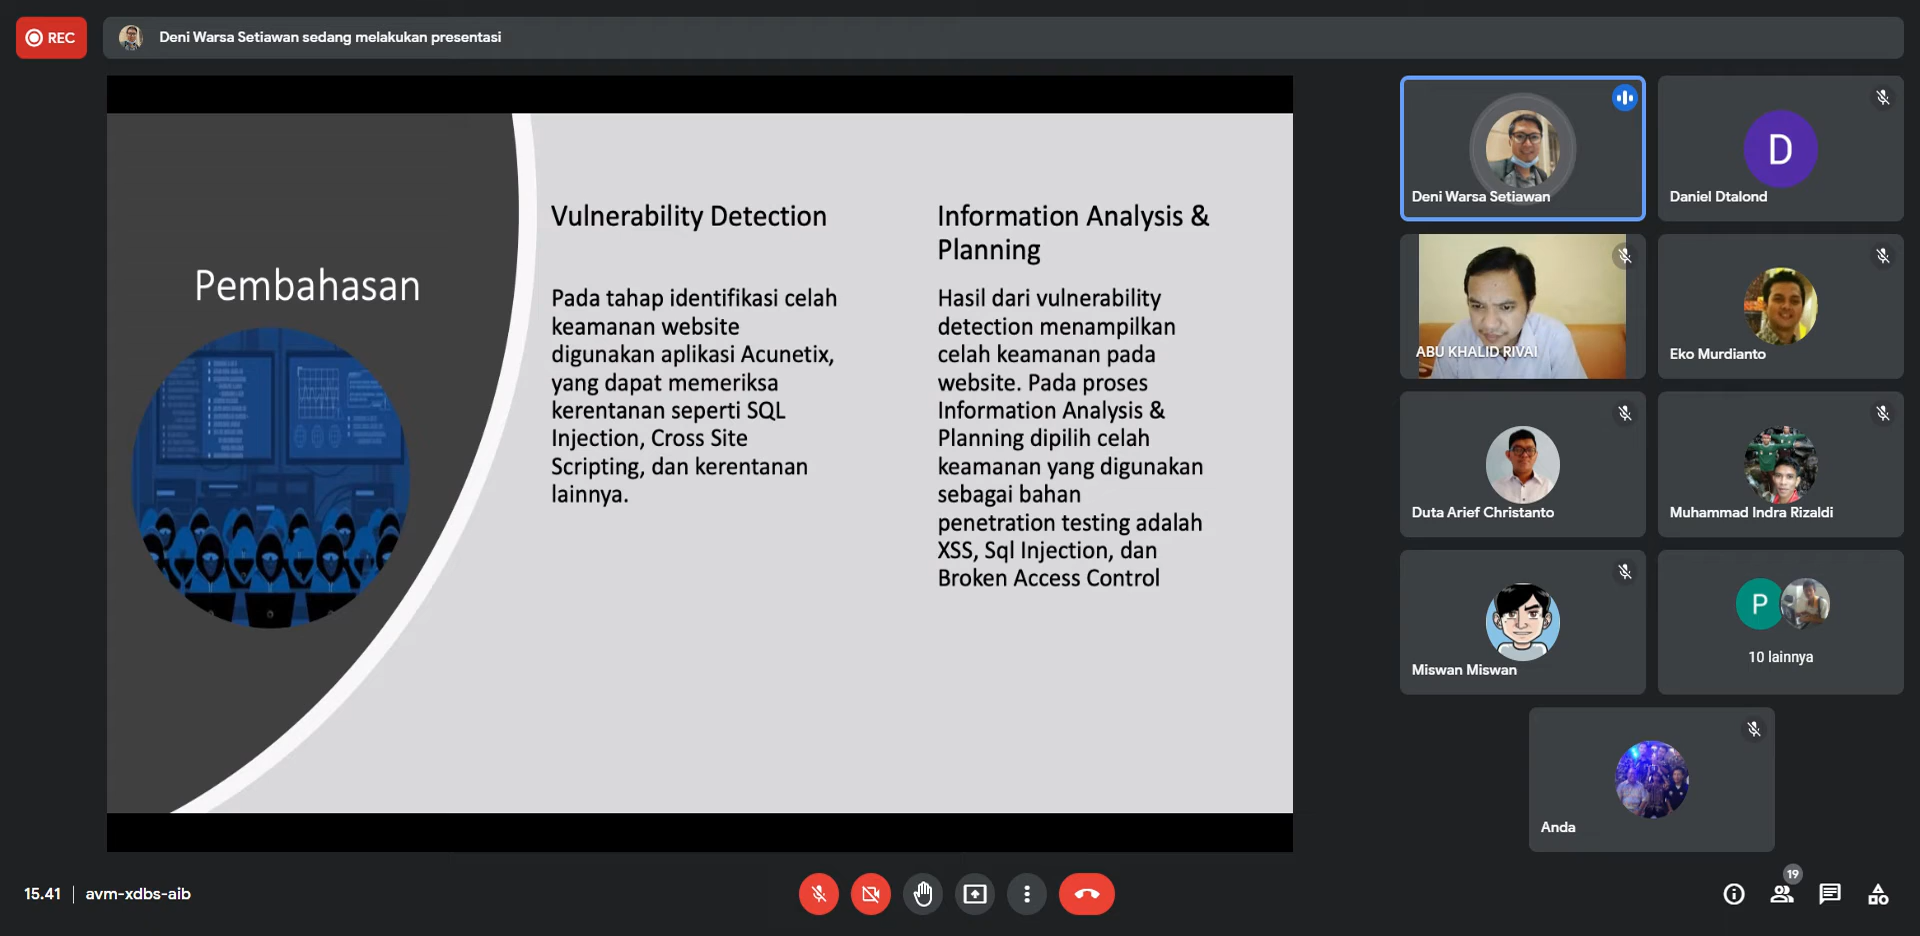 REC
Deni Warsa Setiawan sedang melakukan presentasi
Pembahasan
Vulnerability Detection
Pada tahap identifikasi celah
keamanan website
digunakan aplikasi Acunetix,
yang dapat memeriksa
kerentanan seperti SQL
Injection, Cross Site
Scripting, dan kerentanan
lainnya.
Information Analysis &
Planning
Hasil dari vulnerability
detection menampilkan
celah keamanan pada
website. Pada proses
Information Analysis &
Planning dipilih celah
keamanan yang digunakan
sebagai bahan
penetration testing adalah
XSS, Sql Injection, dan
Broken Access Control
Deni Warsa Setiawan
D
Daniel Dtalond
ABU KHALID RIVAI
Eko Murdianto
Duta Arief Christanto
Muhammad Indra Rizaldi
Miswan Miswan
P
10 lainnya
Anda
15.41 | avm-xdbs-aib
19